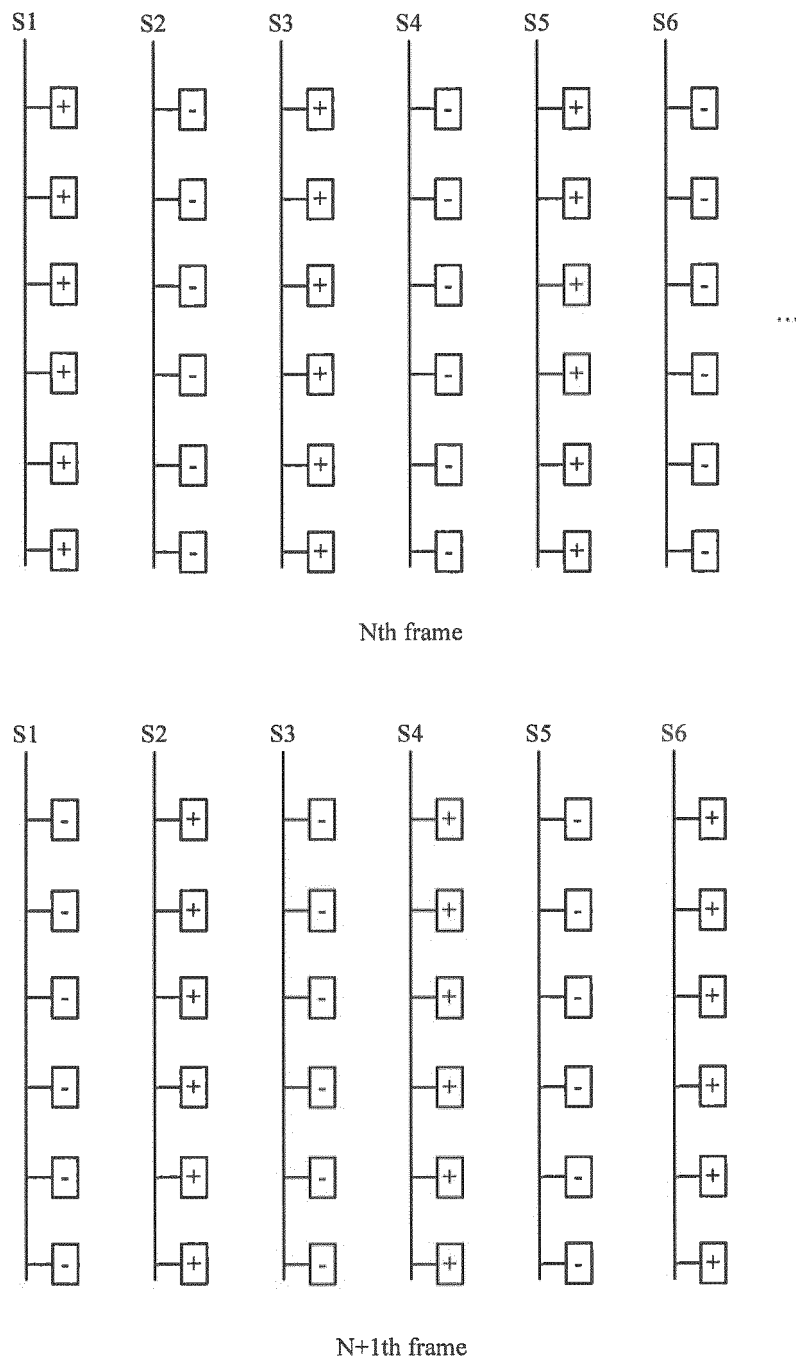 S1 S2 S3 S4 S5 S6
+ - + - + -
+ - + - + -
+ - + - + -
...
+ - + - + -
+ - + - + -
+ - + - + -
Nth frame
S1 S2 S3 S4 S5 S6
- + - + - +
- + - + - +
- + - + - +
- + - + - +
- + - + - +
- + - + - +
N+1th frame